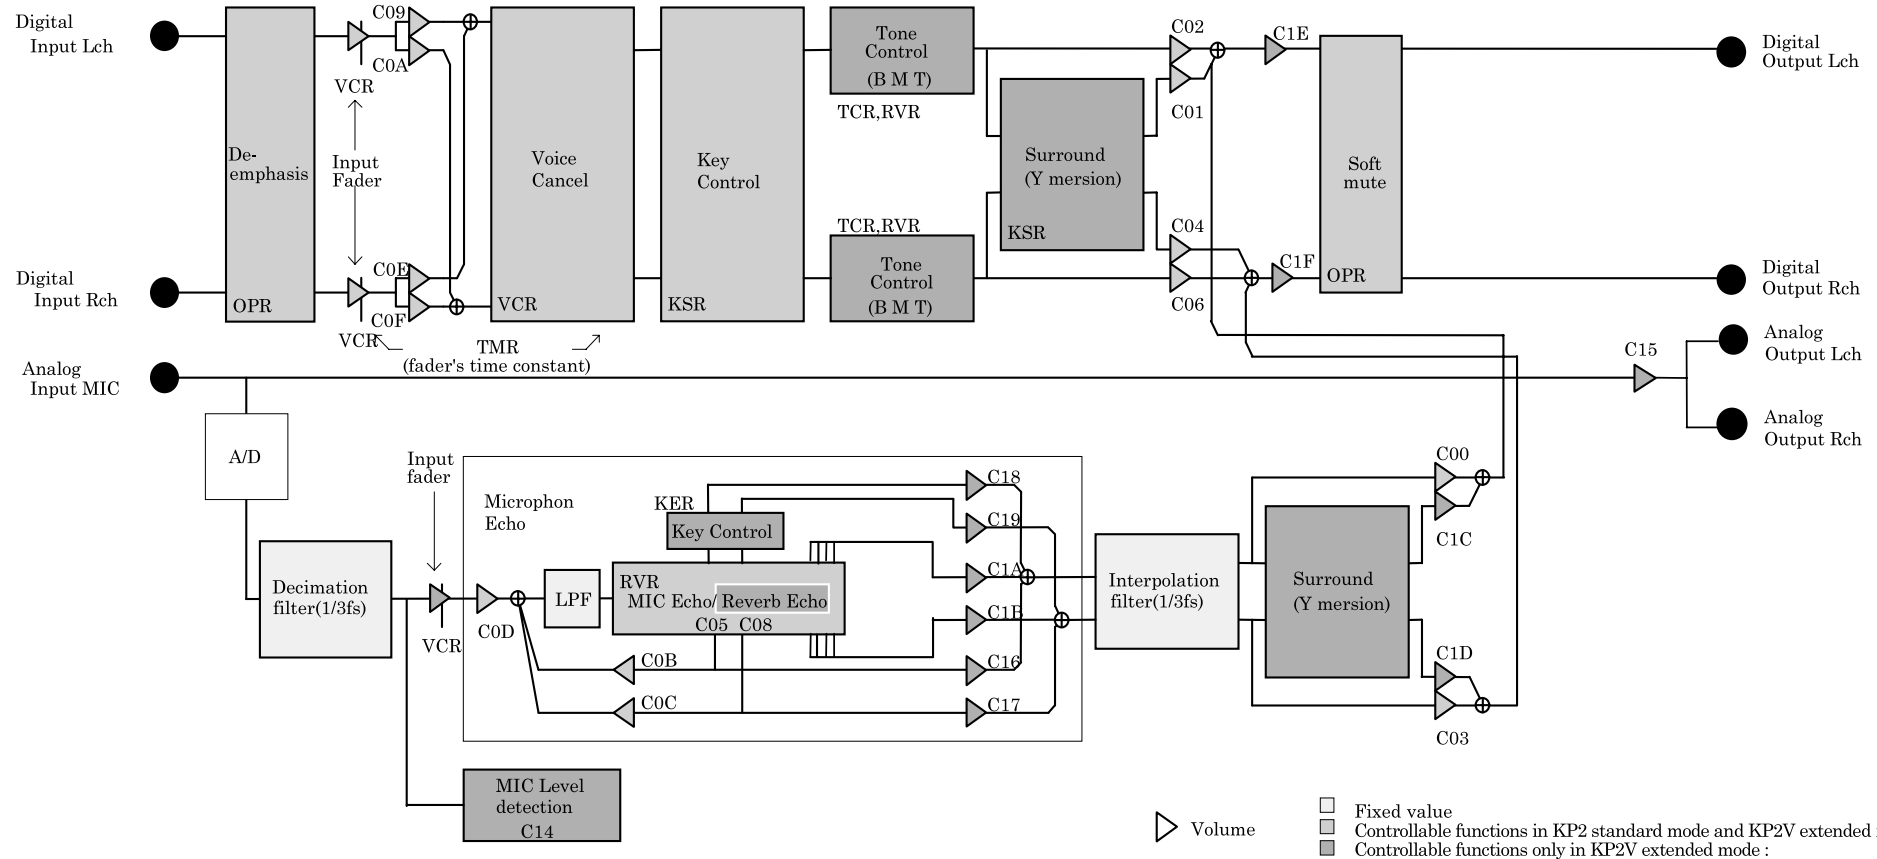 Digital
Input Lch
C09
C0A
VCR
Input
Fader
De-
emphasis
OPR
Digital
Input Rch
C0E
C0F
VCR
TMR
(fader's time constant)
Voice
Cancel
VCR
Key
Control
KSR
Tone
Control
(B M T)
TCR,RVR
TCR,RVR
Tone
Control
(B M T)
Surround
(Y mersion)
KSR
C02
C01
C04
C06
C1E
C1F
Soft
mute
OPR
Digital
Output Lch
Digital
Output Rch
Analog
Input MIC
C15
Analog
Output Lch
Analog
Output Rch
A/D
Decimation
filter(1/3fs)
Input
fader
VCR
Microphon
Echo
C0D
LPF
KER
Key Control
RVR
MIC Echo/ Reverb Echo
C05 C08
C0B
C0C
C18
C19
C1A
C1B
C16
C17
Interpolation
filter(1/3fs)
Surround
(Y mersion)
C00
C1C
C1D
C03
MIC Level
detection
C14
Volume
Fixed value
Controllable functions in KP2 standard mode and KP2V extended
Controllable functions only in KP2V extended mode :